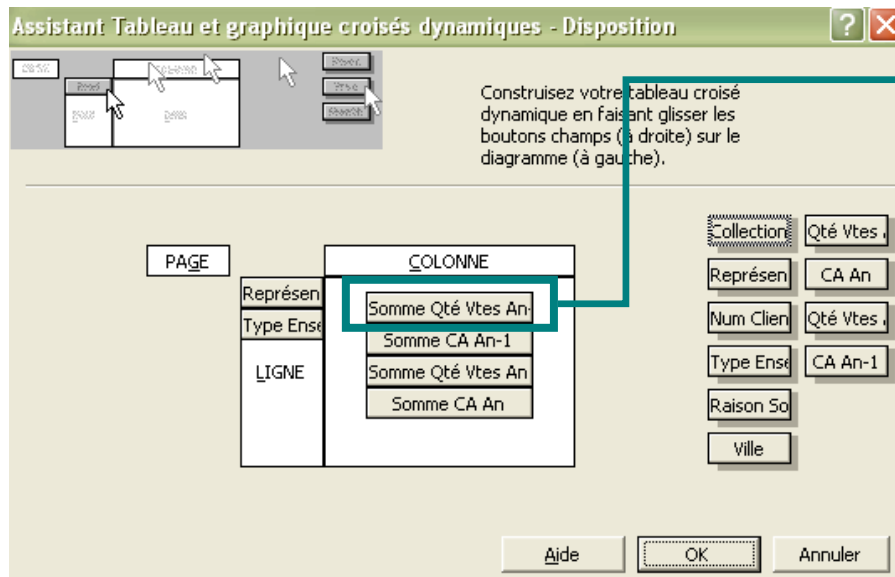 Assistant Tableau et graphique croisés dynamiques - Disposition
Construisez votre tableau croisé
dynamique en faisant glisser les
boutons champs (à droite) sur le
diagramme (à gauche).
PAGE
COLONNE
Représen
Type Ense
LIGNE
Somme Qté Vtes An-
Somme CA An-1
Somme Qté Vtes An
Somme CA An
Collection
Qté Vtes
Représen
CA An
Num Clien
Qté Vtes
Type Ense
CA An-1
Raison So
Ville
Aide
OK
Annuler